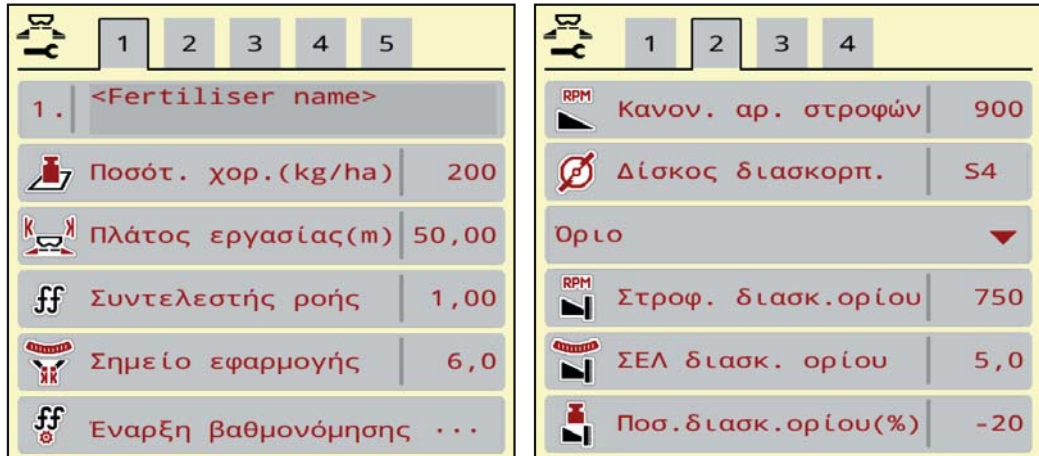 1 2 3 4 5
1. <Fertiliser name>
Ποσότ. χορ.(kg/ha) 200
Πλάτος εργασίας(m) 50,00
ff Συντελεστής ροής 1,00
Σημείο εφαρμογής 6,0
ff Έναρξη βαθμονόμησης ...
1 2 3 4
RPM Κανον. αρ. στροφών 900
Δίσκος διασκορπ. S4
Όριο
RPM Στροφ. διασκ.ορίου 750
ΣΕΛ διασκ. ορίου 5,0
Ποσ.διασκ.ορίου(%) -20